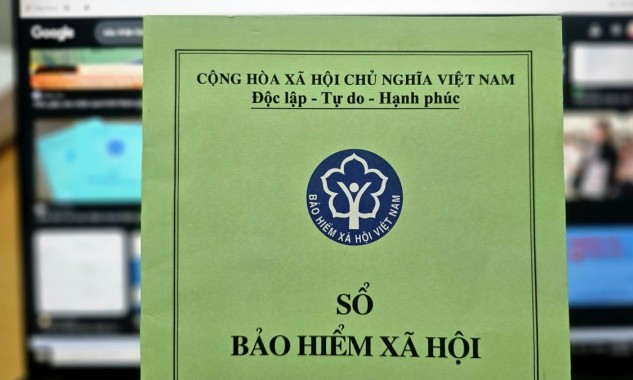 Google
CỘNG HÒA XÃ HỘI CHỦ NGHĨA VIỆT NAM
Độc lập - Tự do - Hạnh phúc
BẢO HIỂM XÃ HỘI VIỆT NAM
SỔ
BẢO HIỂM XÃ HỘI